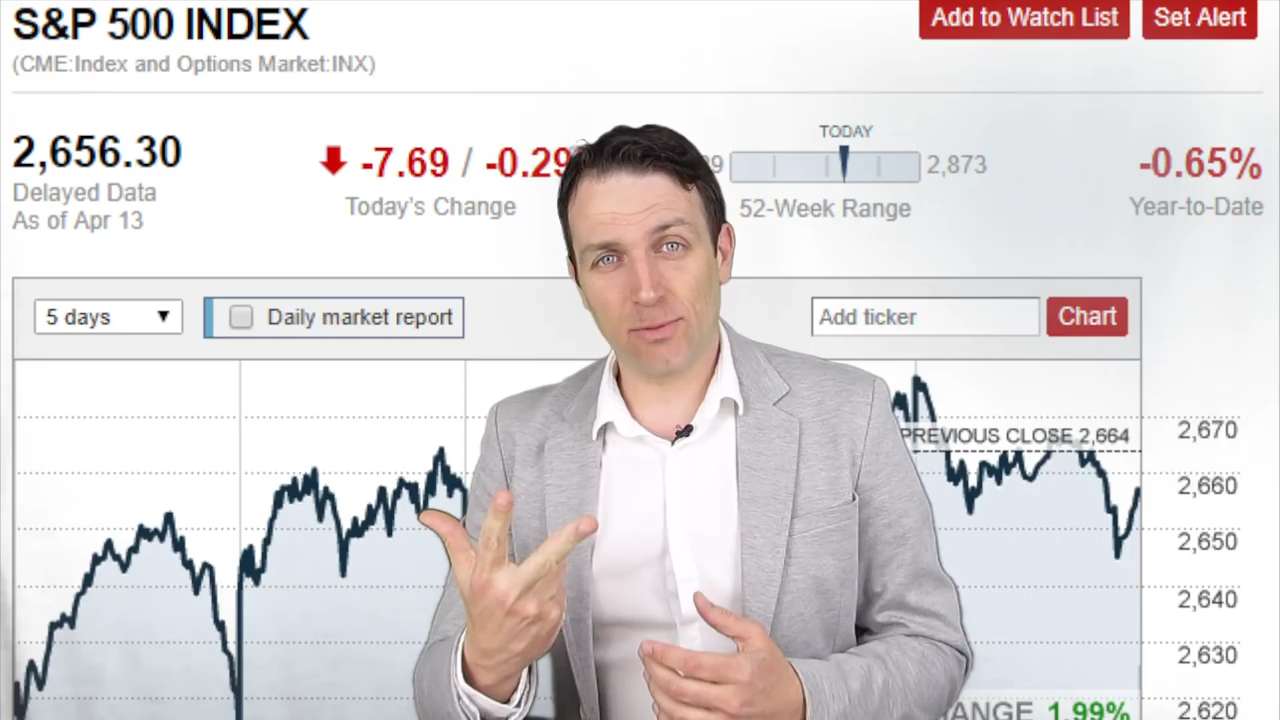 S&P 500 INDEX
Add to Watch List
Set Alert
(CME:Index and Options Market:INX)
2,656.30
Delayed Data
As of Apr 13
-7.69 / -0.29
Today's Change
TODAY
9
2,873
52-Week Range
-0.65%
Year-to-Date
5 days
Daily market report
Add ticker
Chart
PREVIOUS CLOSE 2,664
2,670
2,660
2,650
2,640
2,630
2,620
ANGE 1.99%